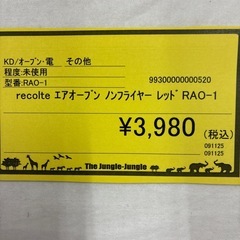 KD/オーブン・電　その他
程度:未使用　99300000000520
型番:RAO-1
recolte ｴｱｵｰﾌﾞﾝ ﾉﾝﾌﾗｲﾔｰ ﾚｯﾄﾞ RAO-1
¥3,980 (税込)
091125
091125
The Jungle-Jungle